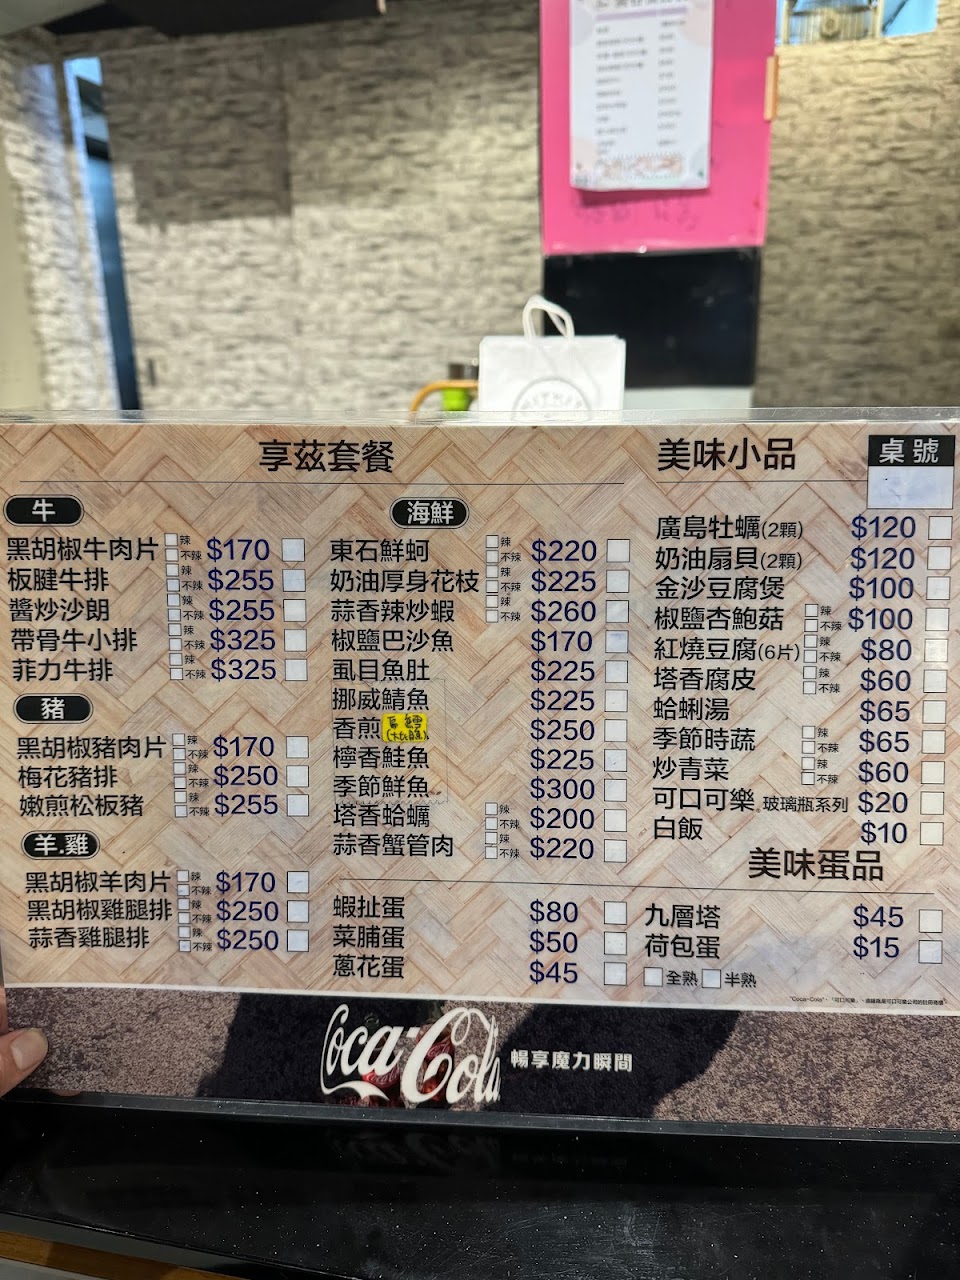 享茲套餐
牛
黑胡椒牛肉片 辣 不辣 $170
板腱牛排 辣 不辣 $255
醬炒沙朗 辣 不辣 $255
帶骨牛小排 辣 不辣 $325
菲力牛排 辣 不辣 $325
豬
黑胡椒豬肉片 辣 不辣 $170
梅花豬排 辣 不辣 $250
嫩煎松板豬 辣 不辣 $255
羊.雞
黑胡椒羊肉片 辣 不辣 $170
黑胡椒雞腿排 辣 不辣 $250
蒜香雞腿排 辣 不辣 $250
海鮮
東石鮮蚵 辣 不辣 $220
奶油厚身花枝 辣 不辣 $225
蒜香辣炒蝦 辣 不辣 $260
椒鹽巴沙魚 $170
虱目魚肚 $225
挪威鯖魚 $225
香煎 $250
檸香鮭魚 $225
季節鮮魚 $300
塔香蛤蠣 辣 不辣 $200
蒜香蟹管肉 辣 不辣 $220
美味小品
桌號
廣島牡蠣(2顆) $120
奶油扇貝(2顆) $120
金沙豆腐煲 $100
椒鹽杏鮑菇 辣 不辣 $100
紅燒豆腐(6片) 辣 不辣 $80
塔香腐皮 辣 不辣 $60
蛤蜊湯 $65
季節時蔬 辣 不辣 $65
炒青菜 辣 不辣 $60
可口可樂 玻璃瓶系列 $20
白飯 $10
美味蛋品
蝦扯蛋 $80
菜脯蛋 $50
蔥花蛋 $45
九層塔 $45
荷包蛋 $15
全熟 半熟
Coca-Cola 暢享魔力瞬間